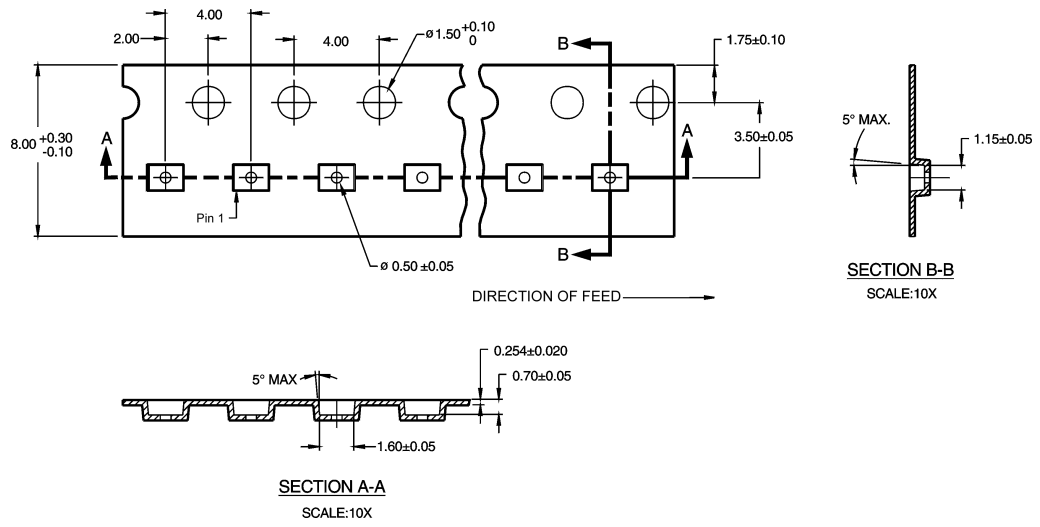 4.00
2.00
4.00
ø1.50 +0.10
0
B
1.75±0.10
8.00 +0.30
-0.10
A
A
3.50±0.05
Pin 1
ø 0.50 ±0.05
B
DIRECTION OF FEED
5° MAX.
1.15±0.05
SECTION B-B
SCALE:10X
0.254±0.020
0.70±0.05
5° MAX
1.60±0.05
SECTION A-A
SCALE:10X